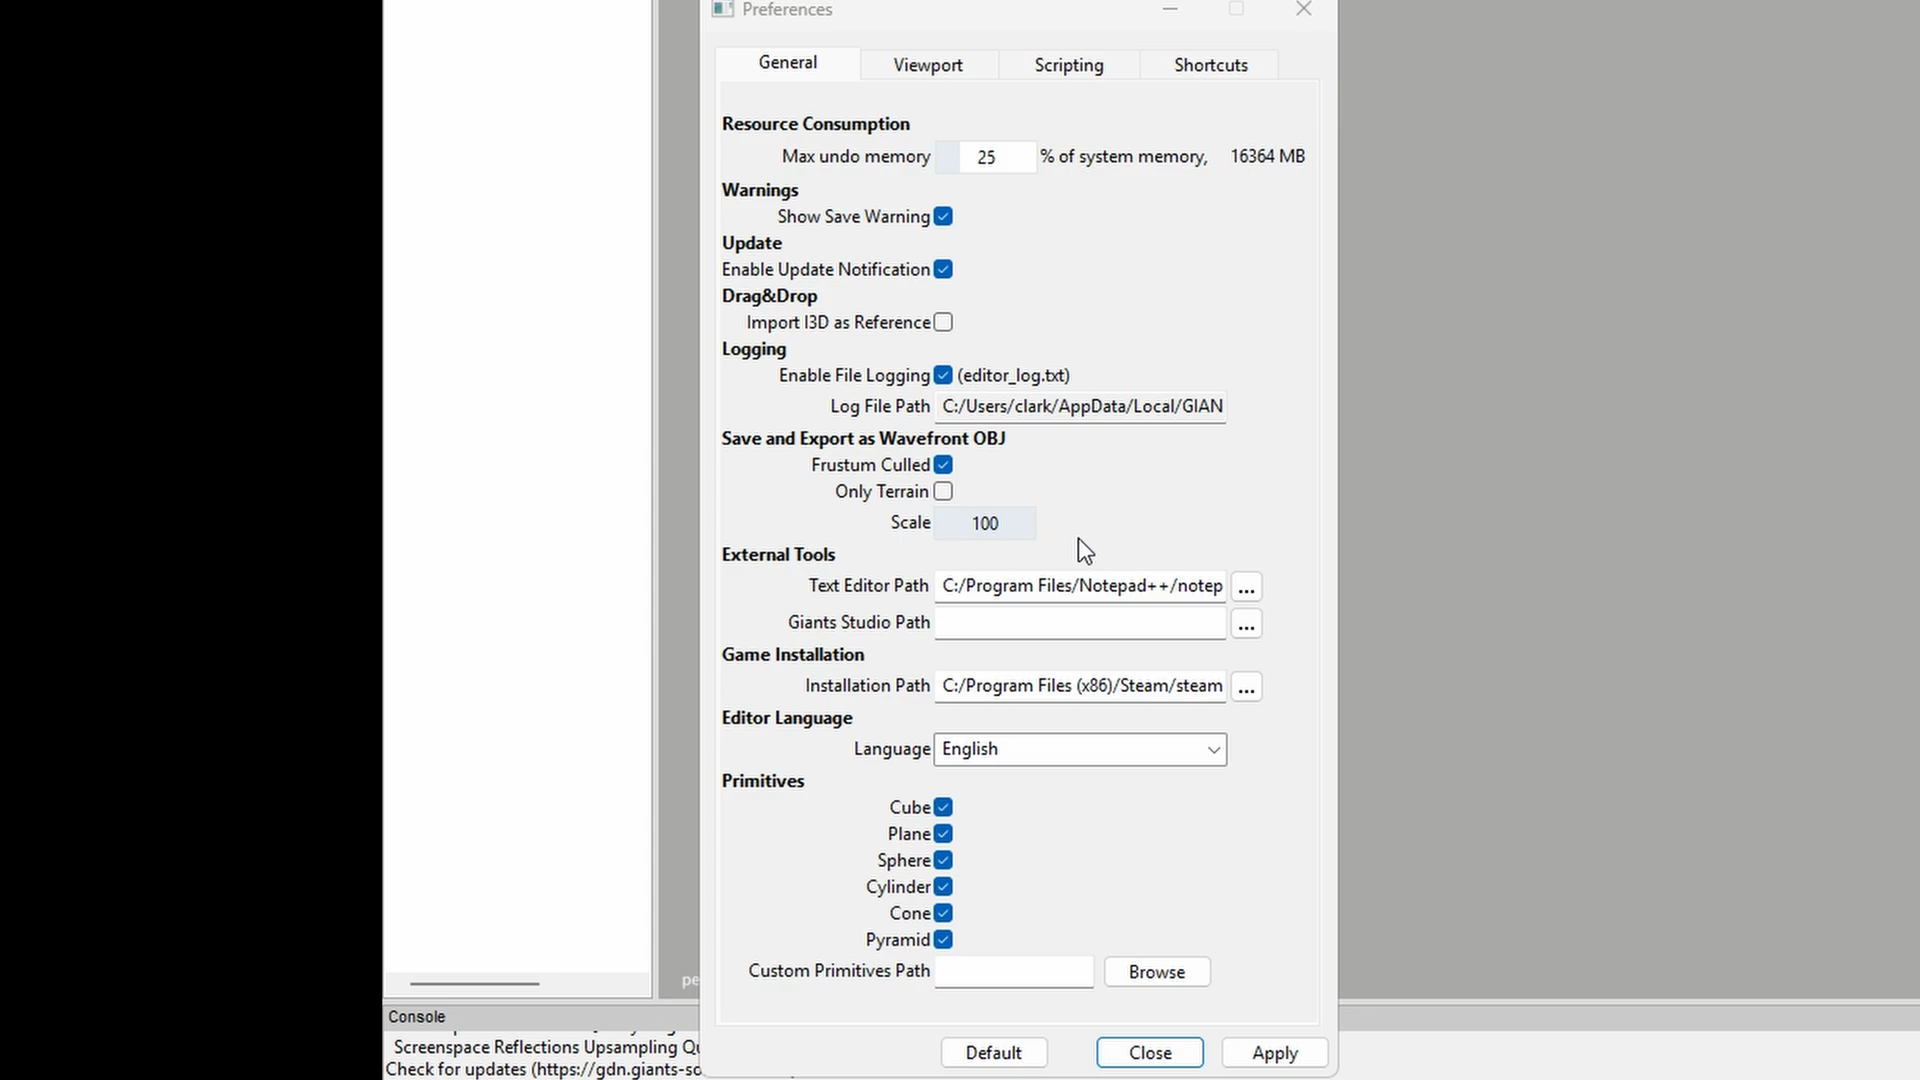 Preferences
General
Viewport
Scripting
Shortcuts
Resource Consumption
Max undo memory 25 % of system memory, 16364 MB
Warnings
Show Save Warning
Update
Enable Update Notification
Drag&Drop
Import I3D as Reference
Logging
Enable File Logging (editor_log.txt)
Log File Path C:/Users/clark/AppData/Local/GIAN
Save and Export as Wavefront OBJ
Frustum Culled
Only Terrain
Scale 100
External Tools
Text Editor Path C:/Program Files/Notepad++/notep ...
Giants Studio Path ...
Game Installation
Installation Path C:/Program Files (x86)/Steam/steam ...
Editor Language
Language English
Primitives
Cube
Plane
Sphere
Cylinder
Cone
Pyramid
Custom Primitives Path Browse
pe
Console
Screenspace Reflections Upsampling Qu
Check for updates (https://gdn.giants-so
Default
Close
Apply